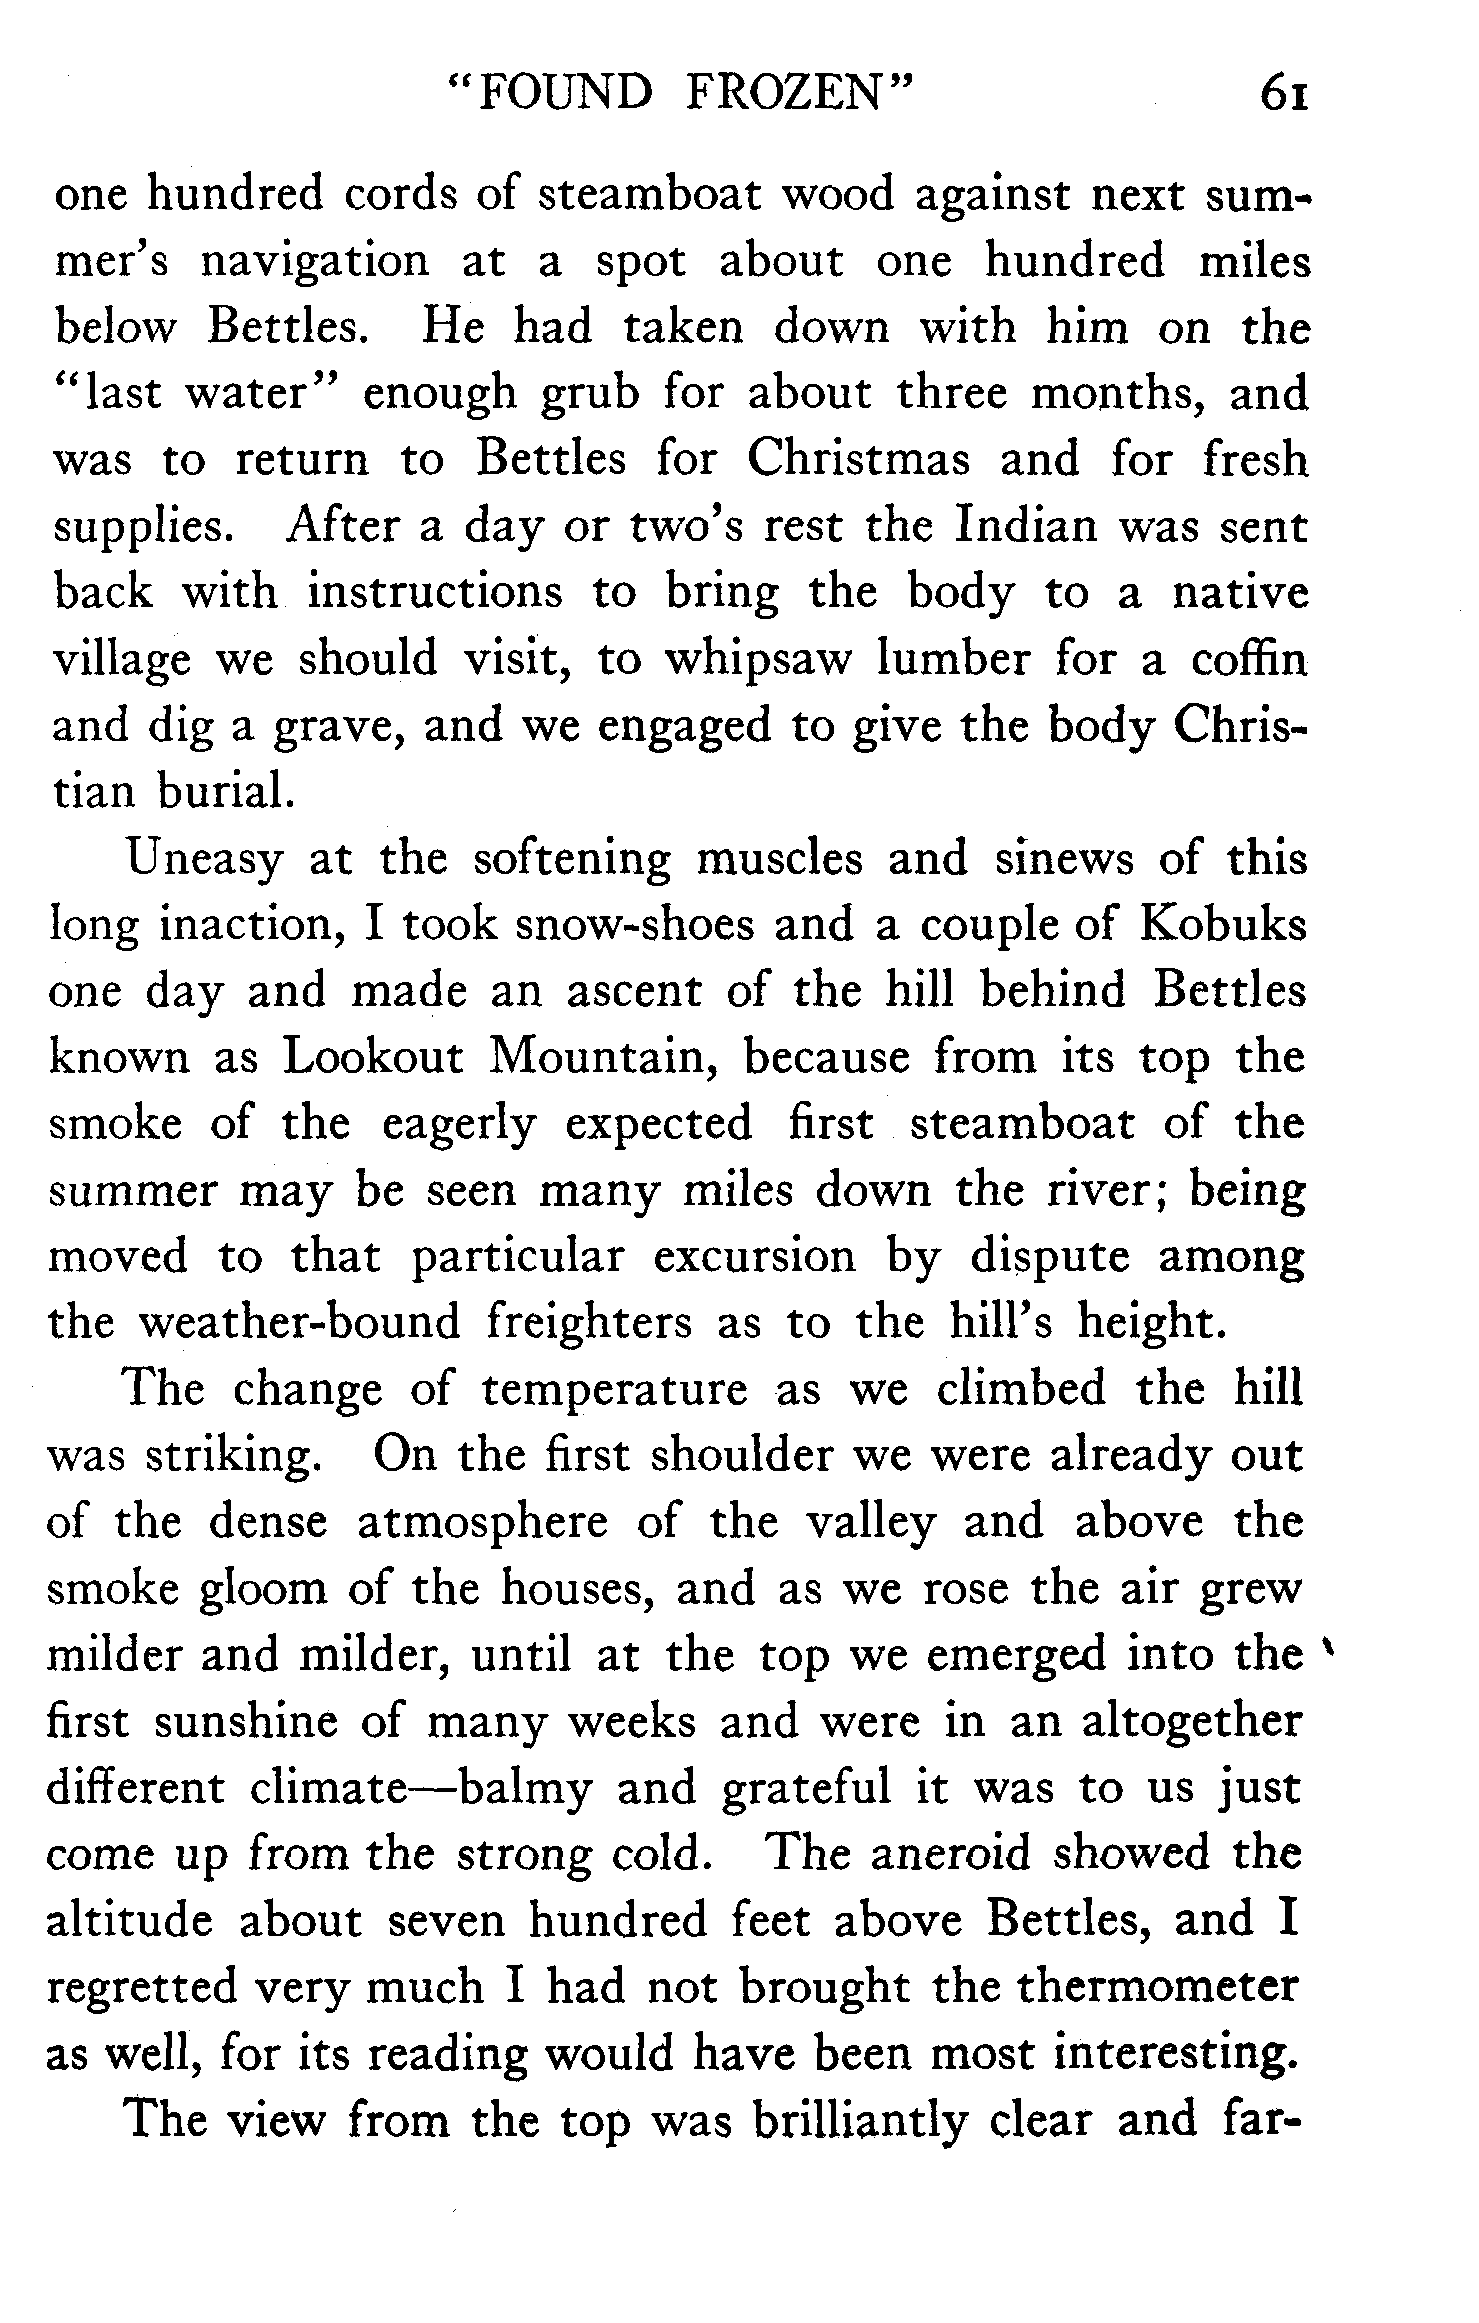 "FOUND FROZEN" 61
one hundred cords of steamboat wood against next sum-
mer's navigation at a spot about one hundred miles
below Bettles. He had taken down with him on the
"last water" enough grub for about three months, and
was to return to Bettles for Christmas and for fresh
supplies. After a day or two's rest the Indian was sent
back with instructions to bring the body to a native
village we should visit, to whipsaw lumber for a coffin
and dig a grave, and we engaged to give the body Chris-
tian burial.
Uneasy at the softening muscles and sinews of this
long inaction, I took snow-shoes and a couple of Kobuks
one day and made an ascent of the hill behind Bettles
known as Lookout Mountain, because from its top the
smoke of the eagerly expected first steamboat of the
summer may be seen many miles down the river; being
moved to that particular excursion by dispute among
the weather-bound freighters as to the hill's height.
The change of temperature as we climbed the hill
was striking. On the first shoulder we were already out
of the dense atmosphere of the valley and above the
smoke gloom of the houses, and as we rose the air grew
milder and milder, until at the top we emerged into the
first sunshine of many weeks and were in an altogether
different climate—balmy and grateful it was to us just
come up from the strong cold. The aneroid showed the
altitude about seven hundred feet above Bettles, and I
regretted very much I had not brought the thermometer
as well, for its reading would have been most interesting.
The view from the top was brilliantly clear and far-